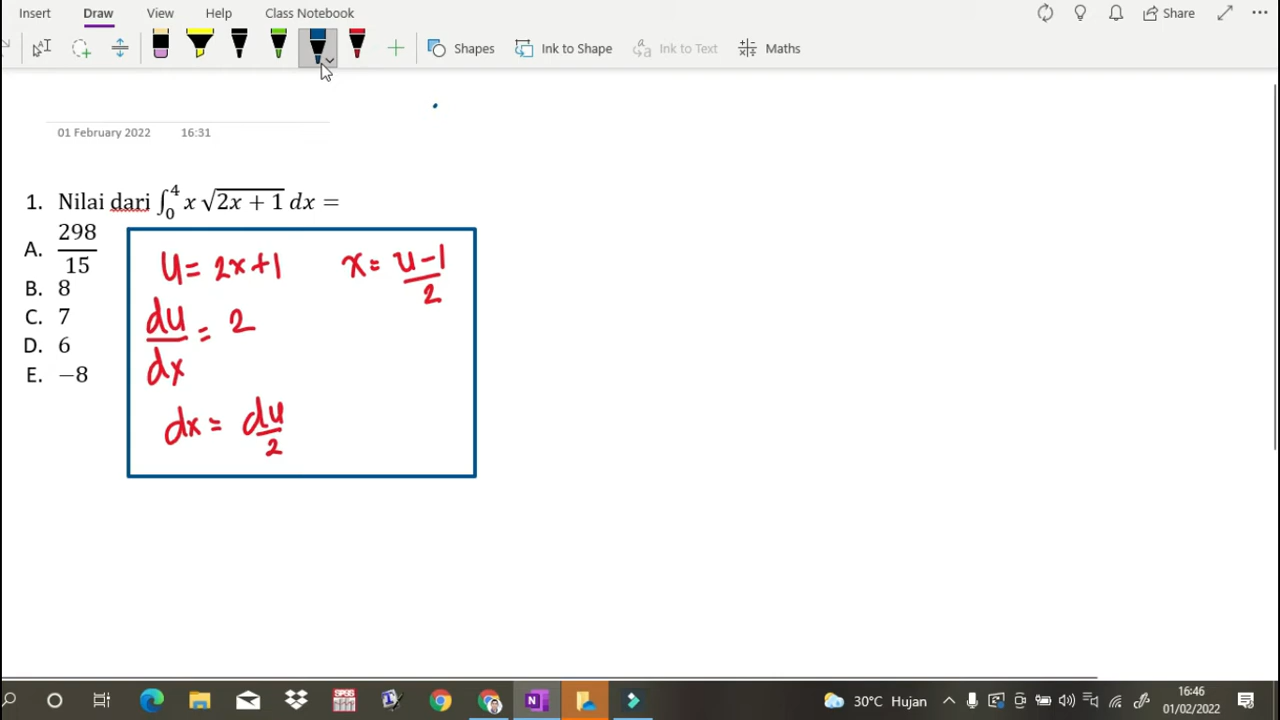 Insert Draw View Help Class Notebook Share
Shapes Ink to Shape Ink to Text Maths
01 February 2022 16:31
1. Nilai dari ∫₀⁴ x √(2x + 1) dx =
A. 298/15
B. 8
C. 7
D. 6
E. −8
u = 2x+1 x = (u−1)/2
du/dx = 2
dx = du/2
30°C Hujan 16:46
01/02/2022